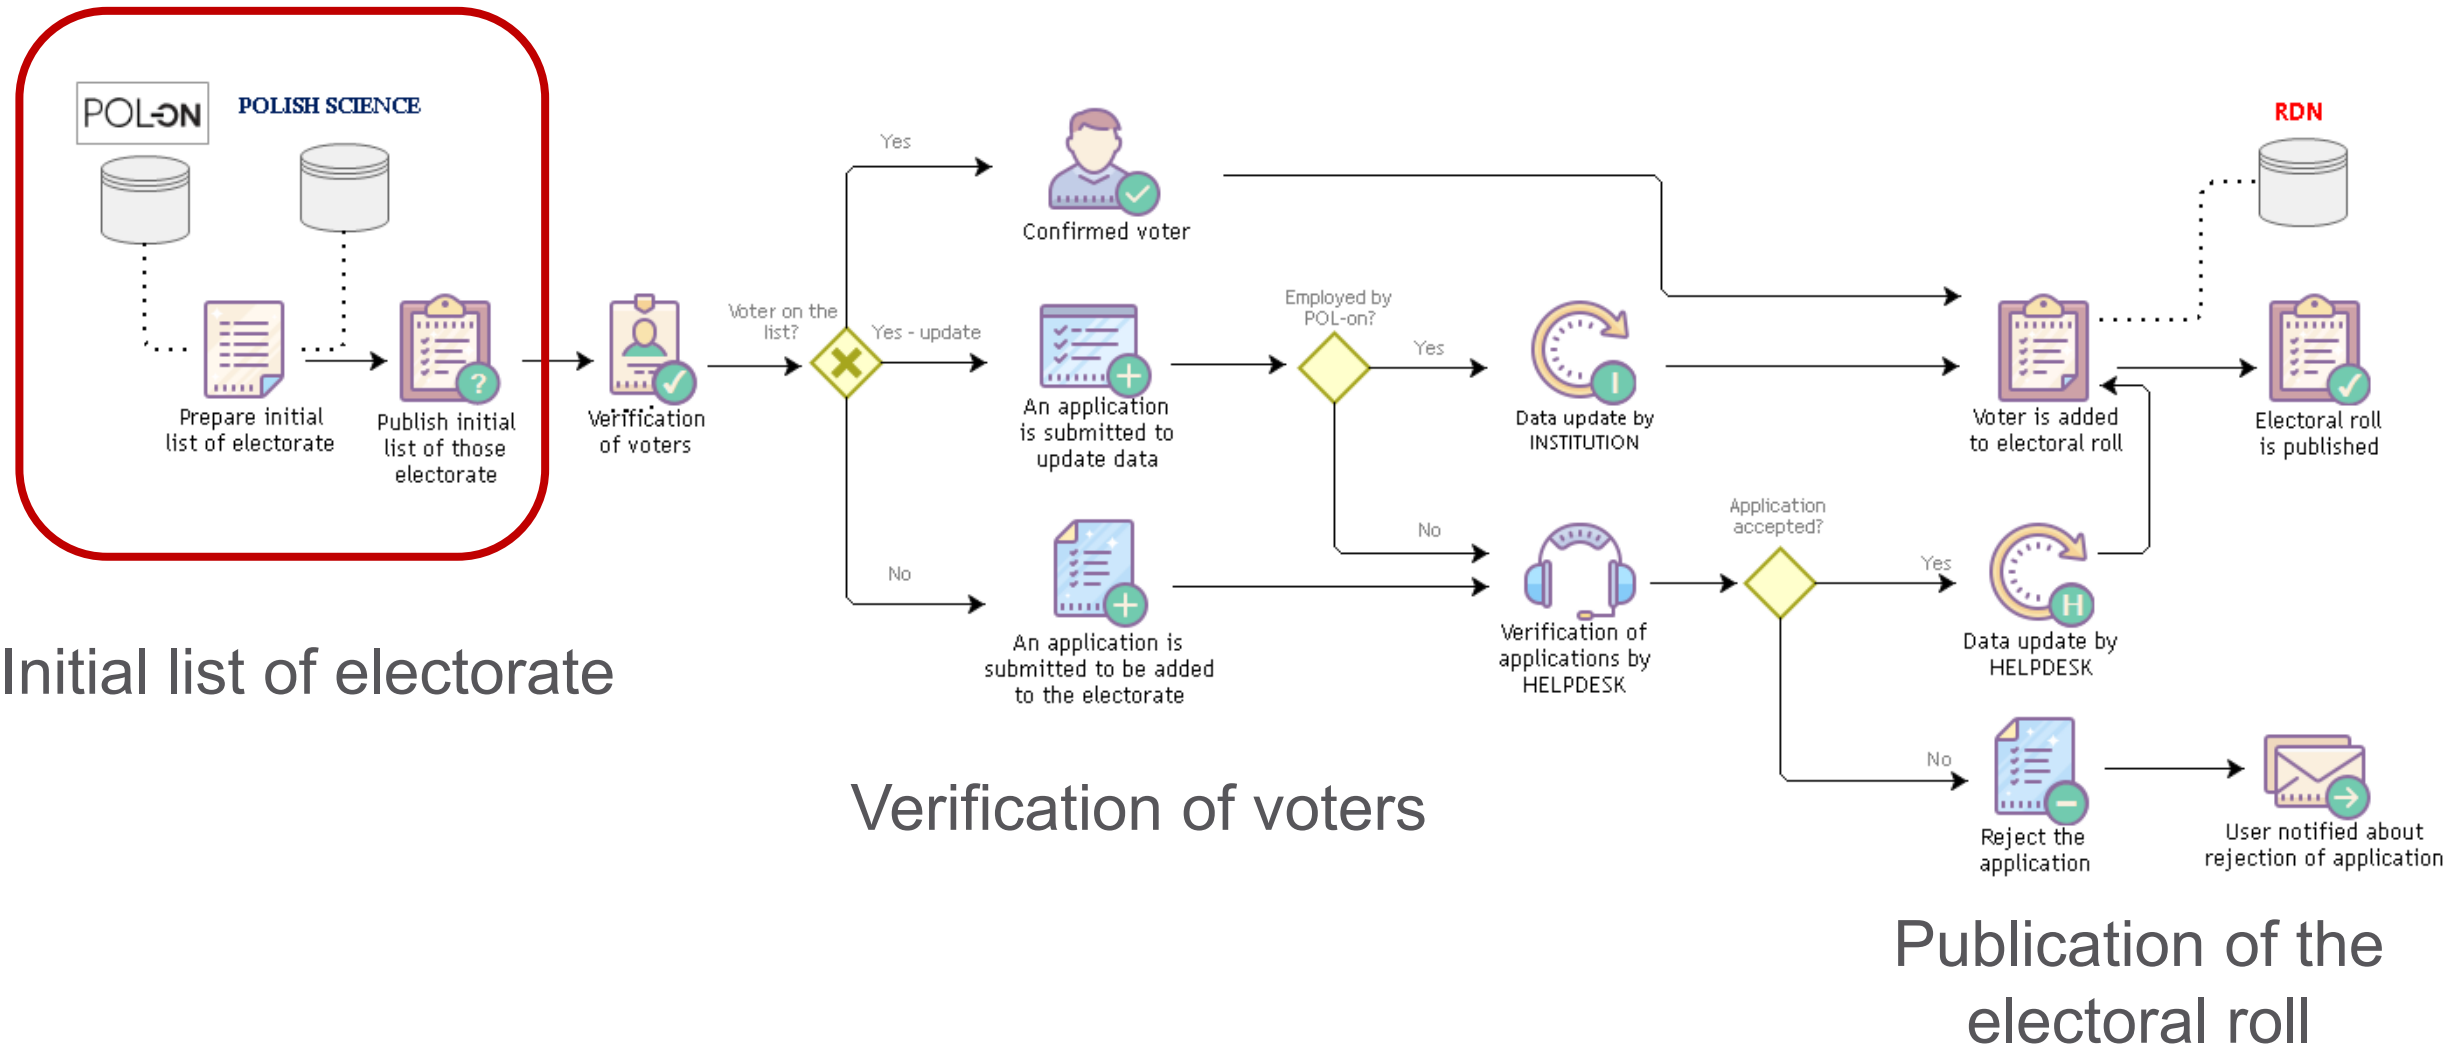 POL-ON
POLISH SCIENCE
Prepare initial
list of electorate
Publish initial
list of those
electorate
Initial list of electorate
Verification
of voters
Voter on the
list?
Yes
Yes - update
No
Confirmed voter
An application
is submitted to
update data
An application is
submitted to be added
to the electorate
Employed by
POL-on?
Yes
No
Data update by
INSTITUTION
Verification of
applications by
HELPDESK
Verification of voters
Application
accepted?
Yes
No
RDN
Voter is added
to electoral roll
Electoral roll
is published
H
Data update by
HELPDESK
Reject the
application
User notified about
rejection of application
Publication of the
electoral roll
I
?